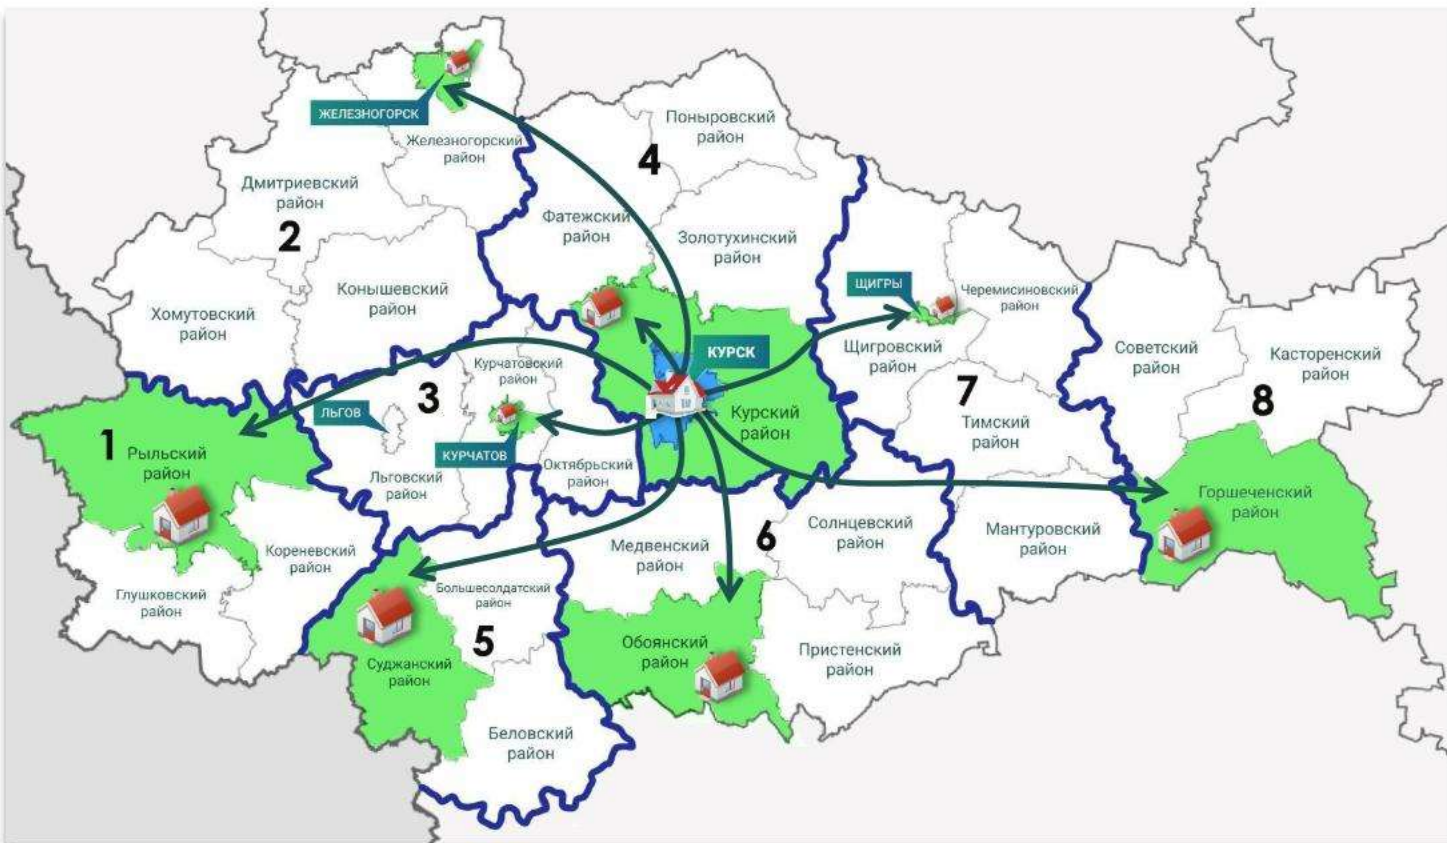 ЖЕЛЕЗНОГОРСК
Железногорский
район
Поныровский
район
4
Дмитриевский
район
2
Фатежский
район
Золотухинский
район
Конышевский
район
Хомутовский
район
ЩИГРЫ
Черемисиновский
район
Щигровский
район
Советский
район
Касторенский
район
КУРСК
Курчатовский
район
3
7
8
ЛЬГОВ
Курский
район
Тимский
район
1
Рыльский
район
КУРЧАТОВ
Льговский
район
Октябрьский
район
Горшеченский
район
Солнцевский
район
Мантуровский
район
6
Медвенский
район
Кореневский
район
Глушковский
район
Большесолдатский
район
5
Обоянский
район
Пристенский
район
Суджанский
район
Беловский
район